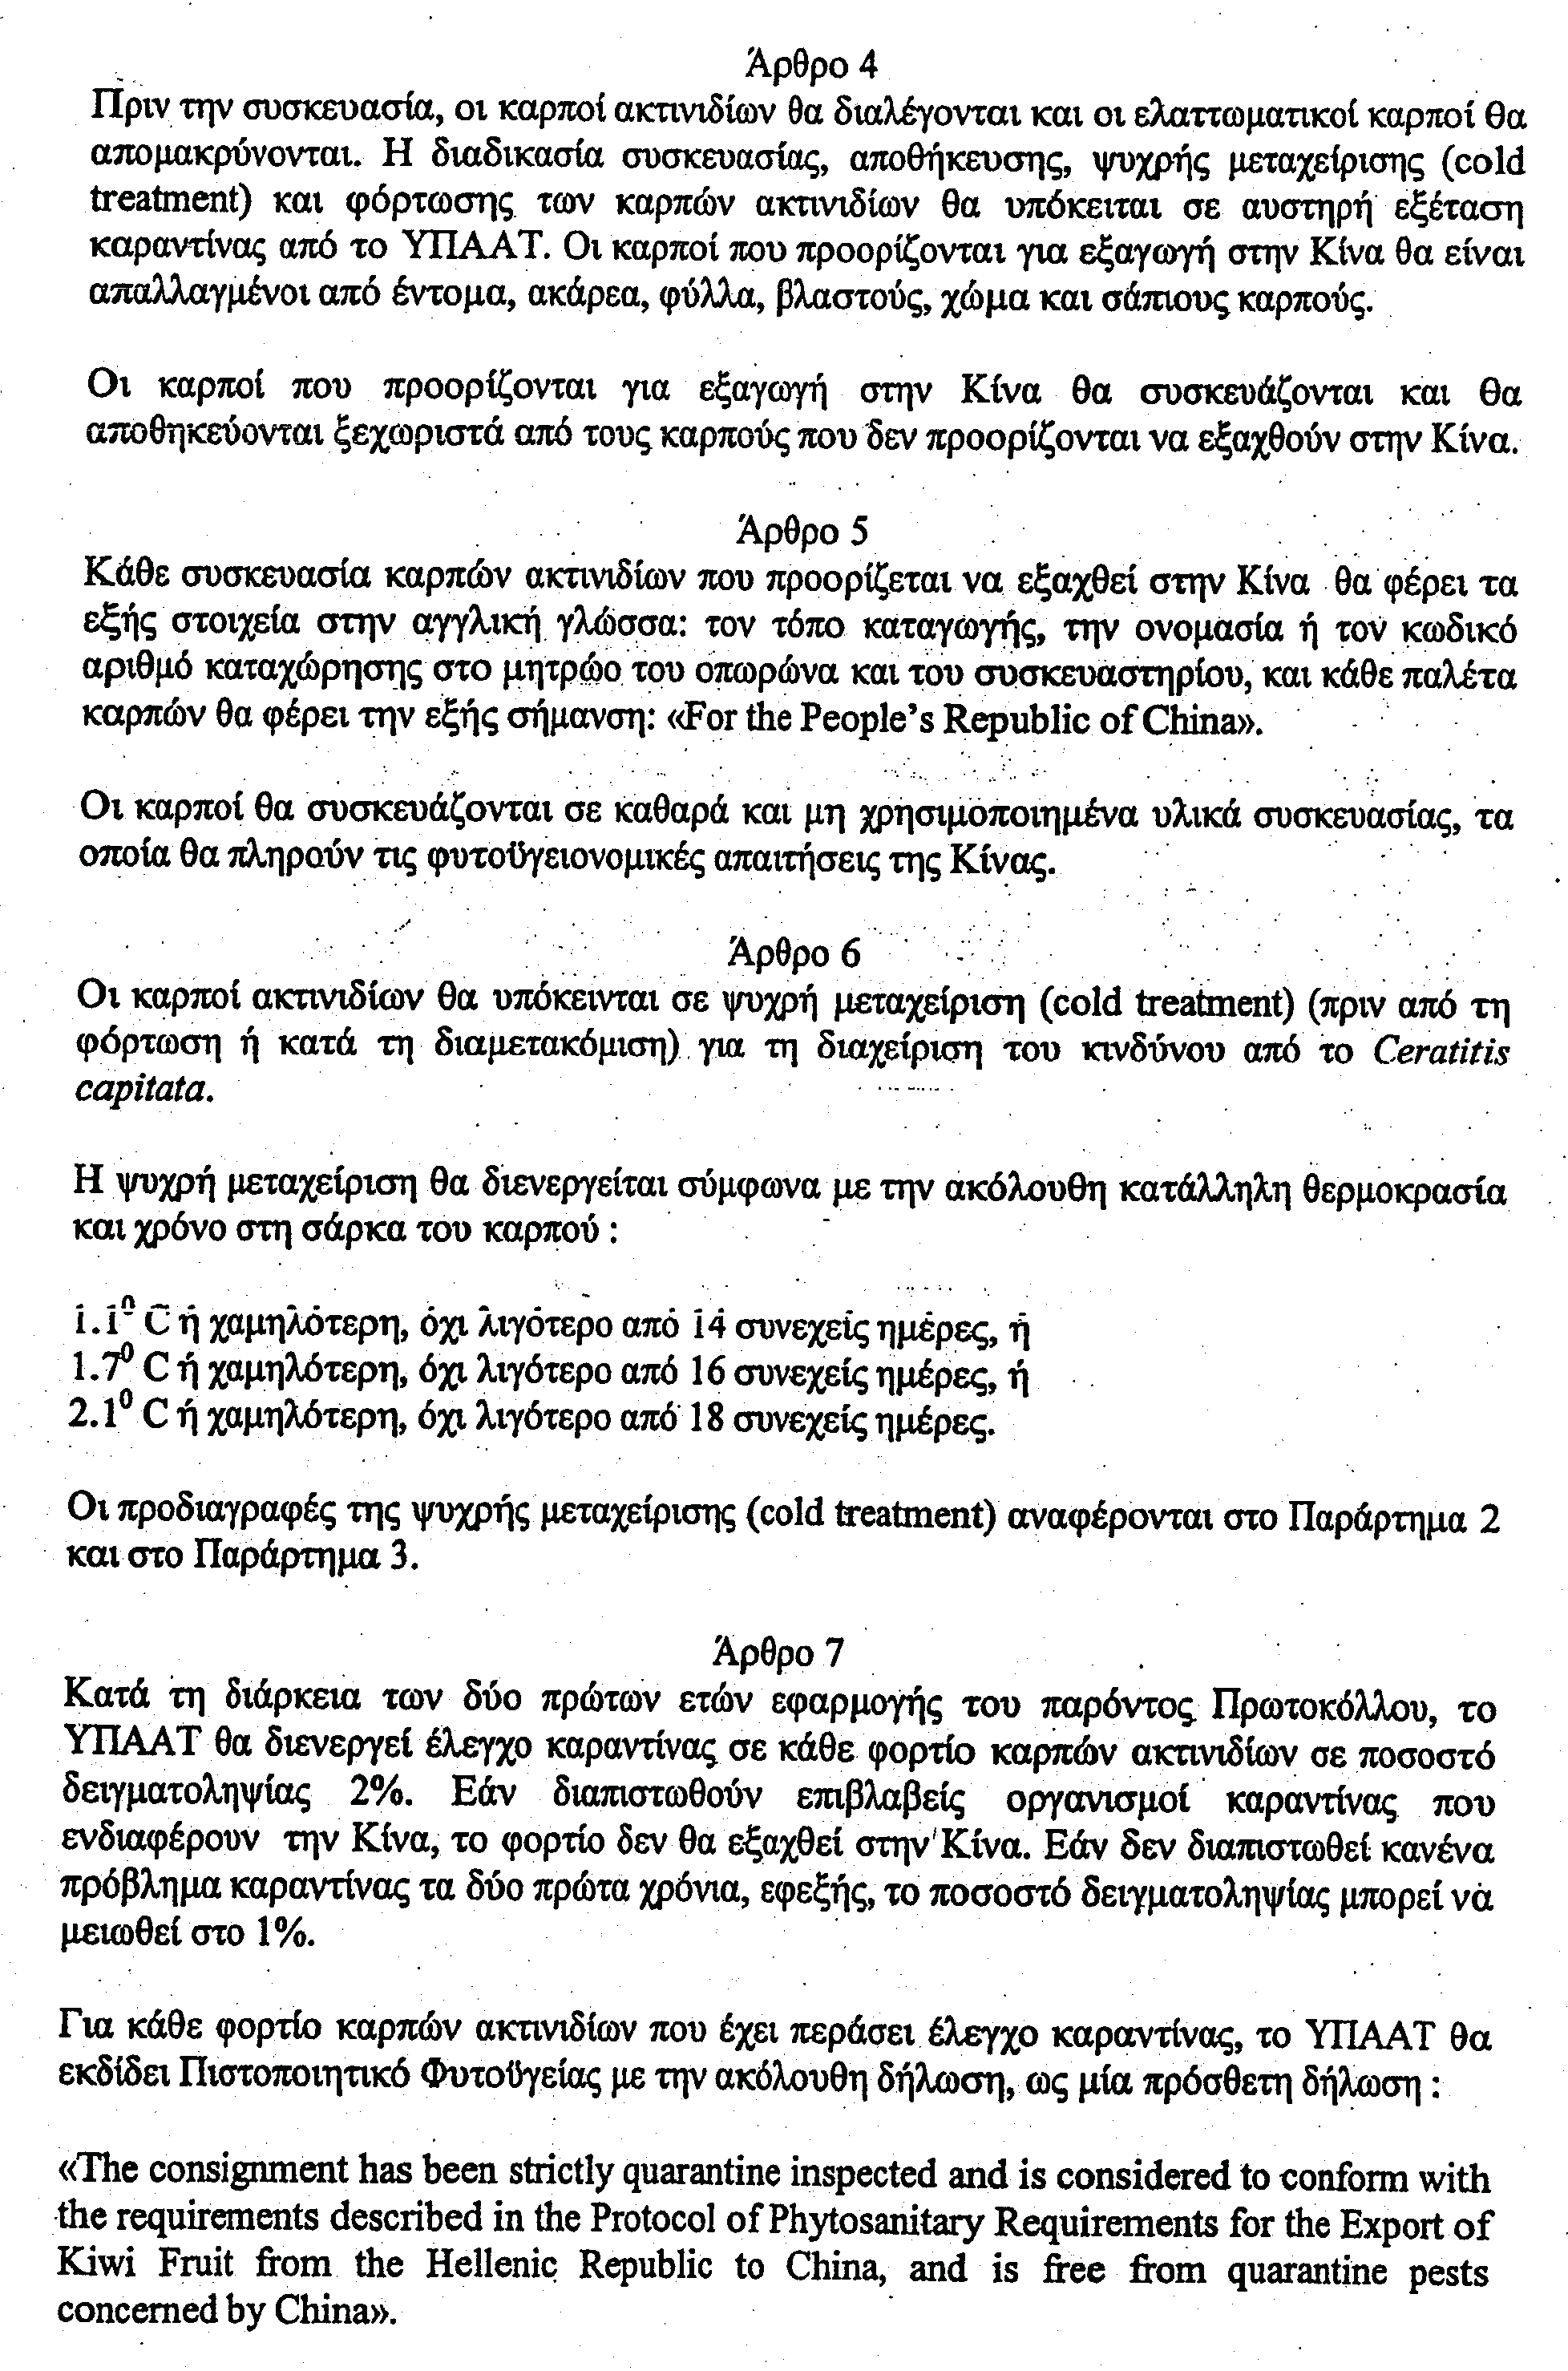 Άρθρο 4
Πριν την συσκευασία, οι καρποί ακτινιδίων θα διαλέγονται και οι ελαττωματικοί καρποί θα
απομακρύνονται. Η διαδικασία συσκευασίας, αποθήκευσης, ψυχρής μεταχείρισης (cold
treatment) και φόρτωσης των καρπών ακτινιδίων θα υπόκειται σε αυστηρή εξέταση
καραντίνας από το ΥΠΑΑΤ. Οι καρποί που προορίζονται για εξαγωγή στην Κίνα θα είναι
απαλλαγμένοι από έντομα, ακάρεα, φύλλα, βλαστούς, χώμα και σάπιους καρπούς.
Οι καρποί που προορίζονται για εξαγωγή στην Κίνα θα συσκευάζονται και θα
αποθηκεύονται ξεχωριστά από τους καρπούς που δεν προορίζονται να εξαχθούν στην Κίνα.
Άρθρο 5
Κάθε συσκευασία καρπών ακτινιδίων που προορίζεται να εξαχθεί στην Κίνα θα φέρει τα
εξής στοιχεία στην αγγλική γλώσσα: τον τόπο καταγωγής, την ονομασία ή τον κωδικό
αριθμό καταχώρησης στο μητρώο του οπωρώνα και του συσκευαστηρίου, και κάθε παλέτα
καρπών θα φέρει την εξής σήμανση: «For the People's Republic of China».
Οι καρποί θα συσκευάζονται σε καθαρά και μη χρησιμοποιημένα υλικά συσκευασίας, τα
οποία θα πληρούν τις φυτοϋγειονομικές απαιτήσεις της Κίνας.
Άρθρο 6
Οι καρποί ακτινιδίων θα υπόκεινται σε ψυχρή μεταχείριση (cold treatment) (πριν από τη
φόρτωση ή κατά τη διαμετακόμιση) για τη διαχείριση του κινδύνου από το Ceratitis
capitata.
Η ψυχρή μεταχείριση θα διενεργείται σύμφωνα με την ακόλουθη κατάλληλη θερμοκρασία
και χρόνο στη σάρκα του καρπού :
1.1⁰ C ή χαμηλότερη, όχι λιγότερο από 14 συνεχείς ημέρες, ή
1.7⁰ C ή χαμηλότερη, όχι λιγότερο από 16 συνεχείς ημέρες, ή
2.1⁰ C ή χαμηλότερη, όχι λιγότερο από 18 συνεχείς ημέρες.
Οι προδιαγραφές της ψυχρής μεταχείρισης (cold treatment) αναφέρονται στο Παράρτημα 2
και στο Παράρτημα 3.
Άρθρο 7
Κατά τη διάρκεια των δύο πρώτων ετών εφαρμογής του παρόντος Πρωτοκόλλου, το
ΥΠΑΑΤ θα διενεργεί έλεγχο καραντίνας σε κάθε φορτίο καρπών ακτινιδίων σε ποσοστό
δειγματοληψίας 2%. Εάν διαπιστωθούν επιβλαβείς οργανισμοί καραντίνας που
ενδιαφέρουν την Κίνα, το φορτίο δεν θα εξαχθεί στην Κίνα. Εάν δεν διαπιστωθεί κανένα
πρόβλημα καραντίνας τα δύο πρώτα χρόνια, εφεξής, το ποσοστό δειγματοληψίας μπορεί να
μειωθεί στο 1%.
Για κάθε φορτίο καρπών ακτινιδίων που έχει περάσει έλεγχο καραντίνας, το ΥΠΑΑΤ θα
εκδίδει Πιστοποιητικό Φυτοϋγείας με την ακόλουθη δήλωση, ως μία πρόσθετη δήλωση :
«The consignment has been strictly quarantine inspected and is considered to conform with
the requirements described in the Protocol of Phytosanitary Requirements for the Export of
Kiwi Fruit from the Hellenic Republic to China, and is free from quarantine pests
concerned by China».